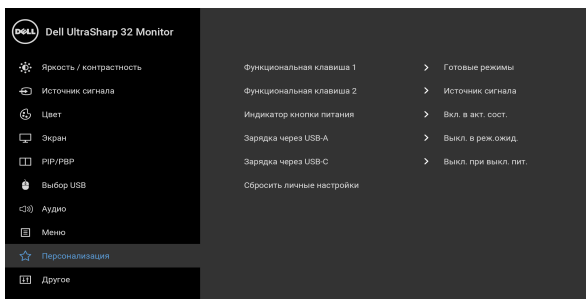 DELL Dell UltraSharp 32 Monitor
Яркость / контрастность
Источник сигнала
Цвет
Экран
PIP/PBP
Выбор USB
Аудио
Меню
Персонализация
Другое
Функциональная клавиша 1 > Готовые режимы
Функциональная клавиша 2 > Источник сигнала
Индикатор кнопки питания > Вкл. в акт. сост.
Зарядка через USB-A > Выкл. в реж.ожид.
Зарядка через USB-C > Выкл. при выкл. пит.
Сбросить личные настройки